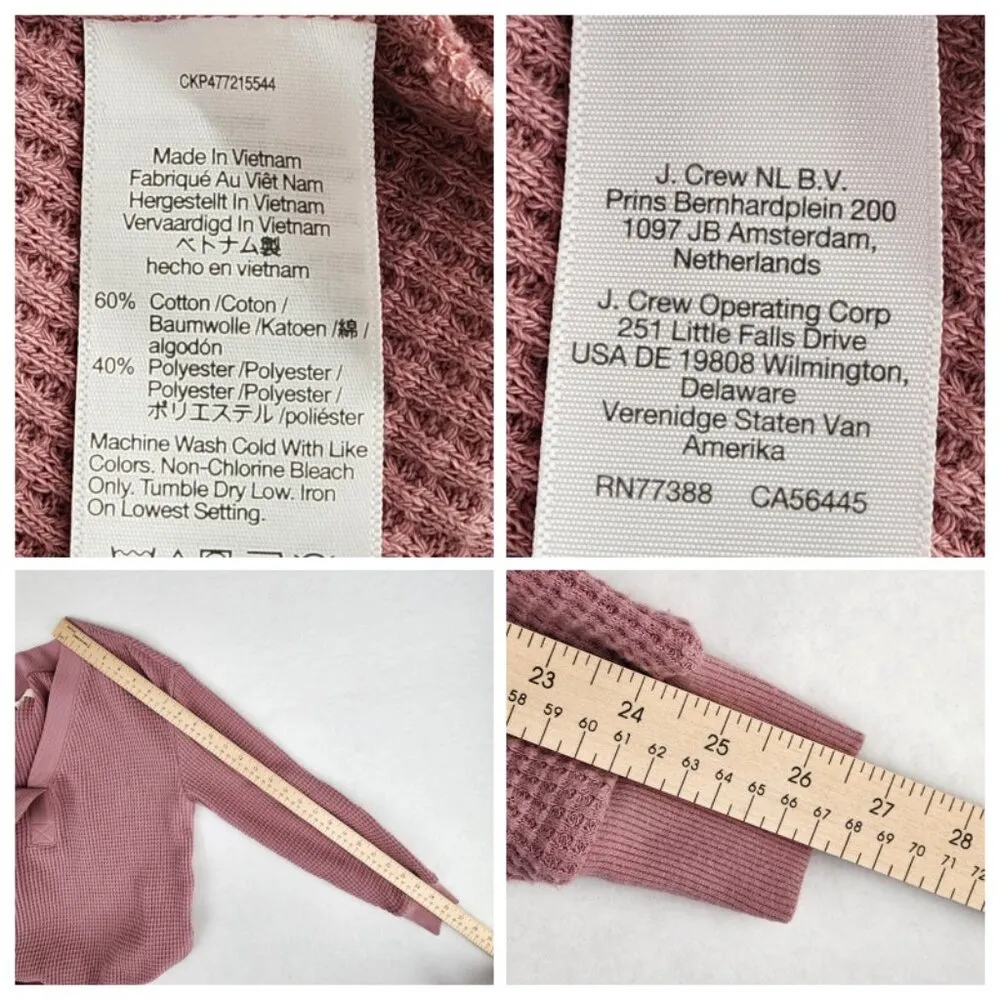 CKP477215544
Made In Vietnam
Fabriqué Au Viêt Nam
Hergestellt In Vietnam
Vervaardigd In Vietnam
ベトナム製
hecho en vietnam
60% Cotton /Coton /
Baumwolle /Katoen /綿 /
algodón
40% Polyester /Polyester /
Polyester /Polyester /
ポリエステル /poliéster
Machine Wash Cold With Like
Colors. Non-Chlorine Bleach
Only. Tumble Dry Low. Iron
On Lowest Setting.
J. Crew NL B.V.
Prins Bernhardplein 200
1097 JB Amsterdam,
Netherlands
J. Crew Operating Corp
251 Little Falls Drive
USA DE 19808 Wilmington,
Delaware
Verenidge Staten Van
Amerika
RN77388 CA56445
23 24 25 26 27 28
58 59 60 61 62 63 64 65 66 67 68 69 70 71 72